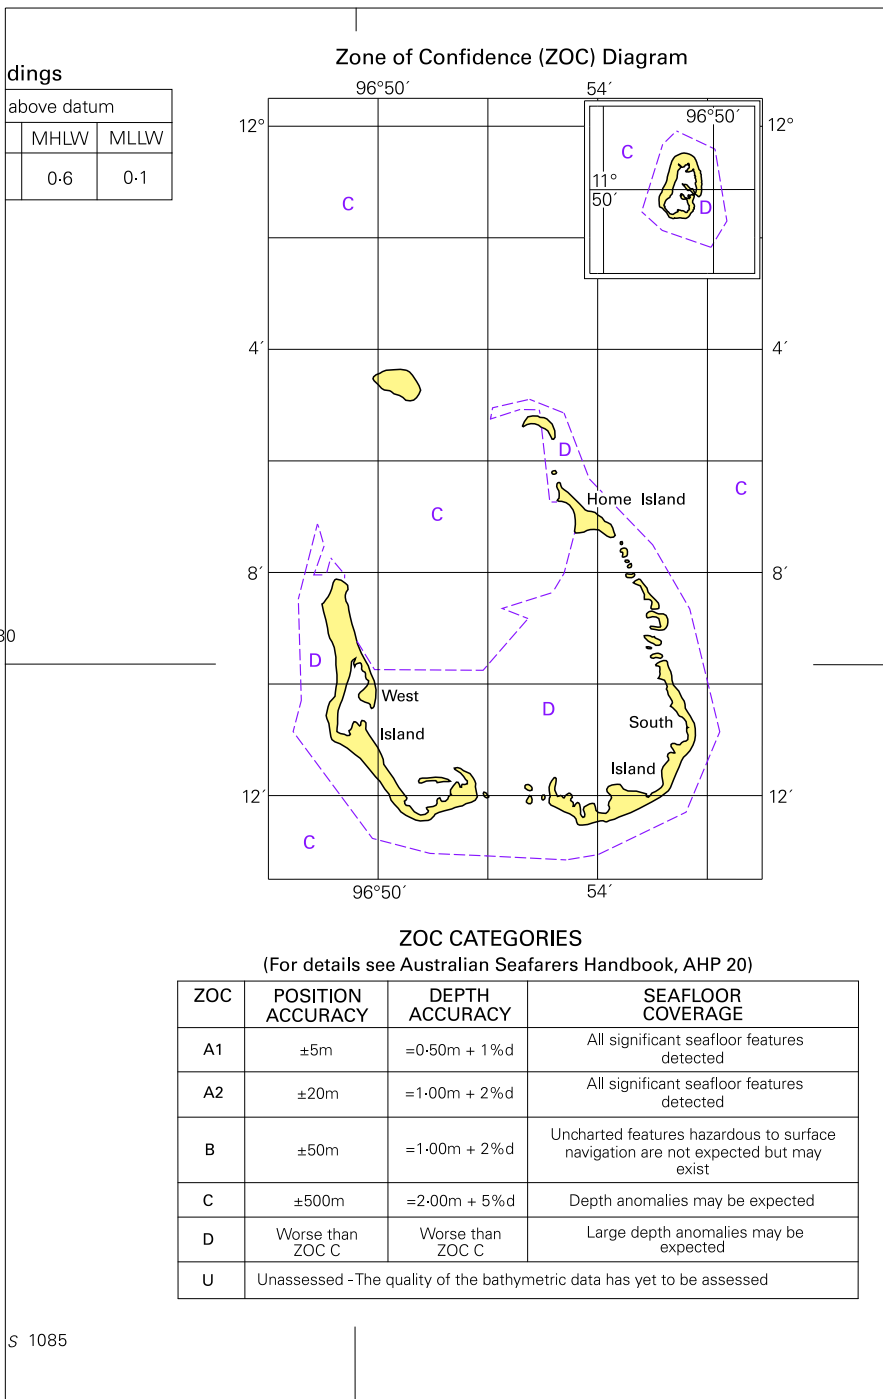 dings
above datum
MHLW MLLW
0·6 0·1
Zone of Confidence (ZOC) Diagram
96°50´ 54´
12° 12°
96°50´
C
11°
50´
D
C
4´ 4´
D
C
Home Island
C
8´ 8´
D
West
D
South
Island
Island
12´ 12´
C
96°50´ 54´
30
ZOC CATEGORIES
(For details see Australian Seafarers Handbook, AHP 20)
ZOC POSITION ACCURACY DEPTH ACCURACY SEAFLOOR COVERAGE
A1 ±5m =0·50m + 1%d All significant seafloor features detected
A2 ±20m =1·00m + 2%d All significant seafloor features detected
B ±50m =1·00m + 2%d Uncharted features hazardous to surface navigation are not expected but may exist
C ±500m =2·00m + 5%d Depth anomalies may be expected
D Worse than ZOC C Worse than ZOC C Large depth anomalies may be expected
U Unassessed - The quality of the bathymetric data has yet to be assessed
S 1085